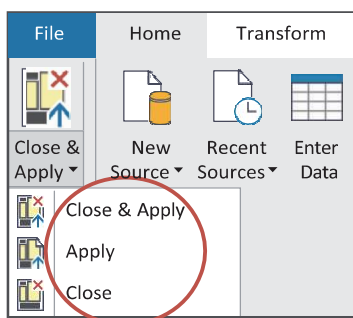 File Home Transform
Close & New Recent Enter
Apply Source Sources Data
Close & Apply
Apply
Close